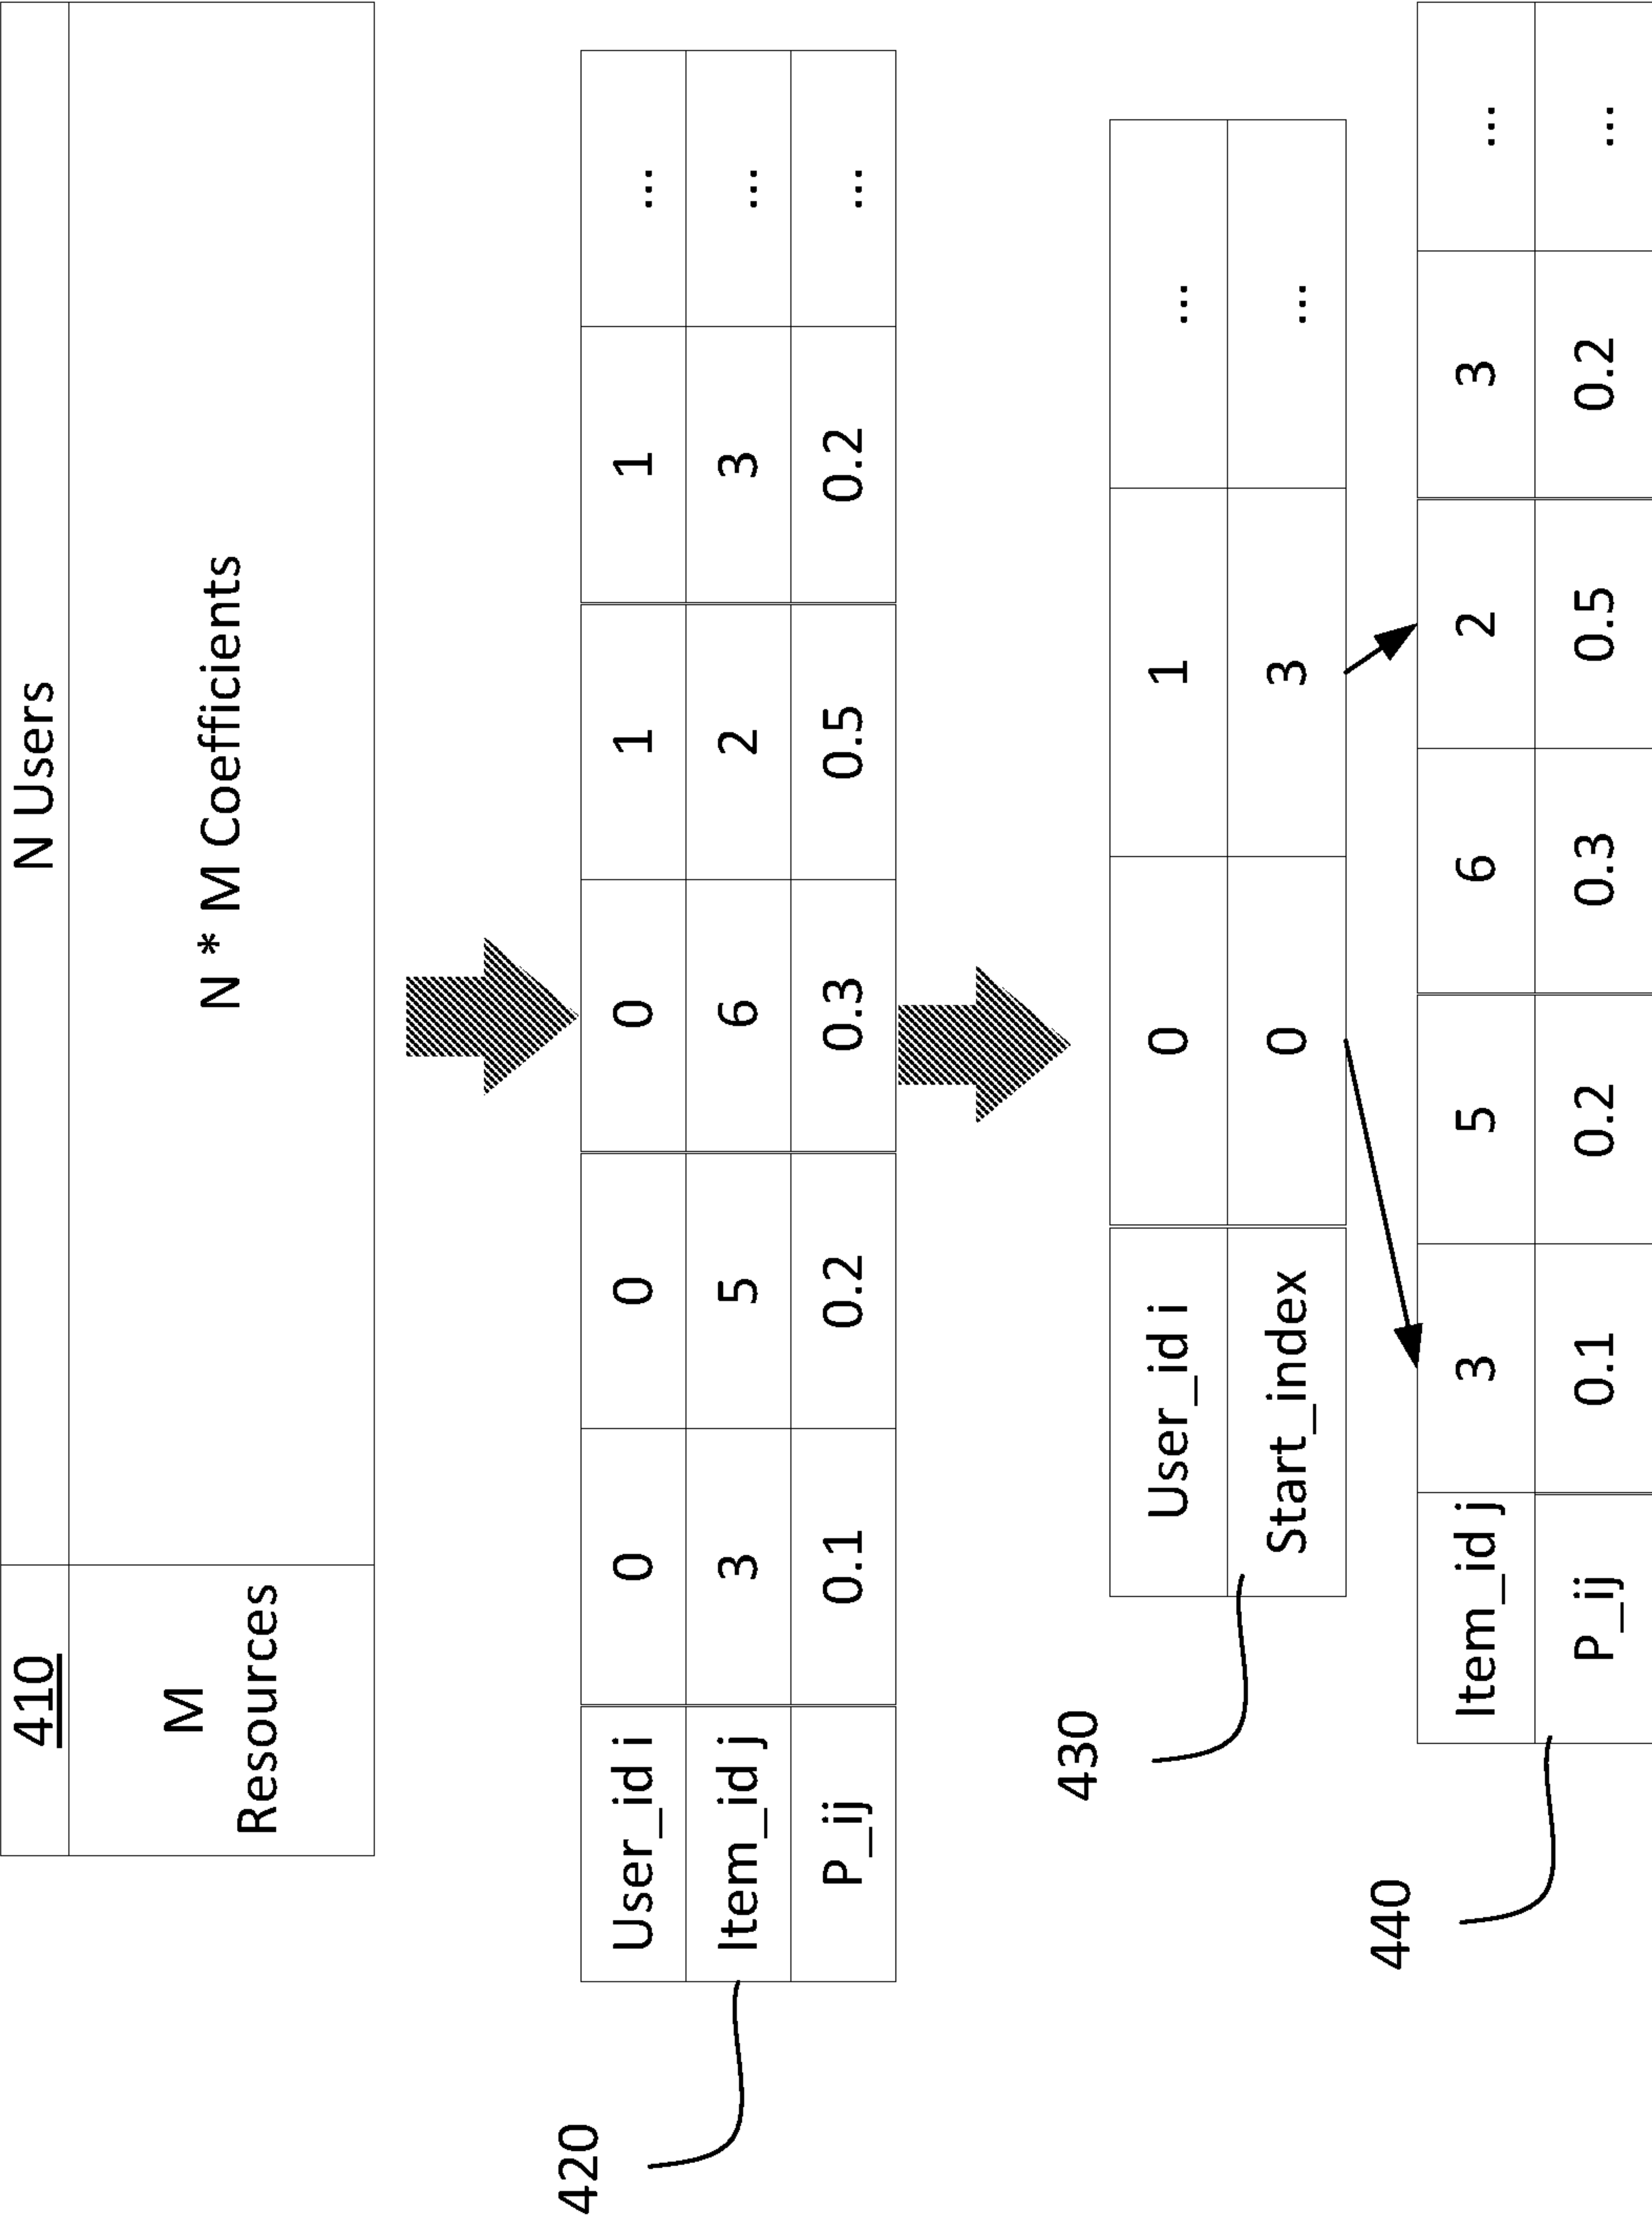 410 N Users
M
Resources
N * M Coefficients
User_id i 0 0 0 1 1 ...
Item_id j 3 5 6 2 3 ...
P_ij 0.1 0.2 0.3 0.5 0.2 ...
420
User_id i 0 1 ...
Start_index 0 3 ...
430
Item_id j 3 5 6 2 3 ...
P_ij 0.1 0.2 0.3 0.5 0.2 ...
440